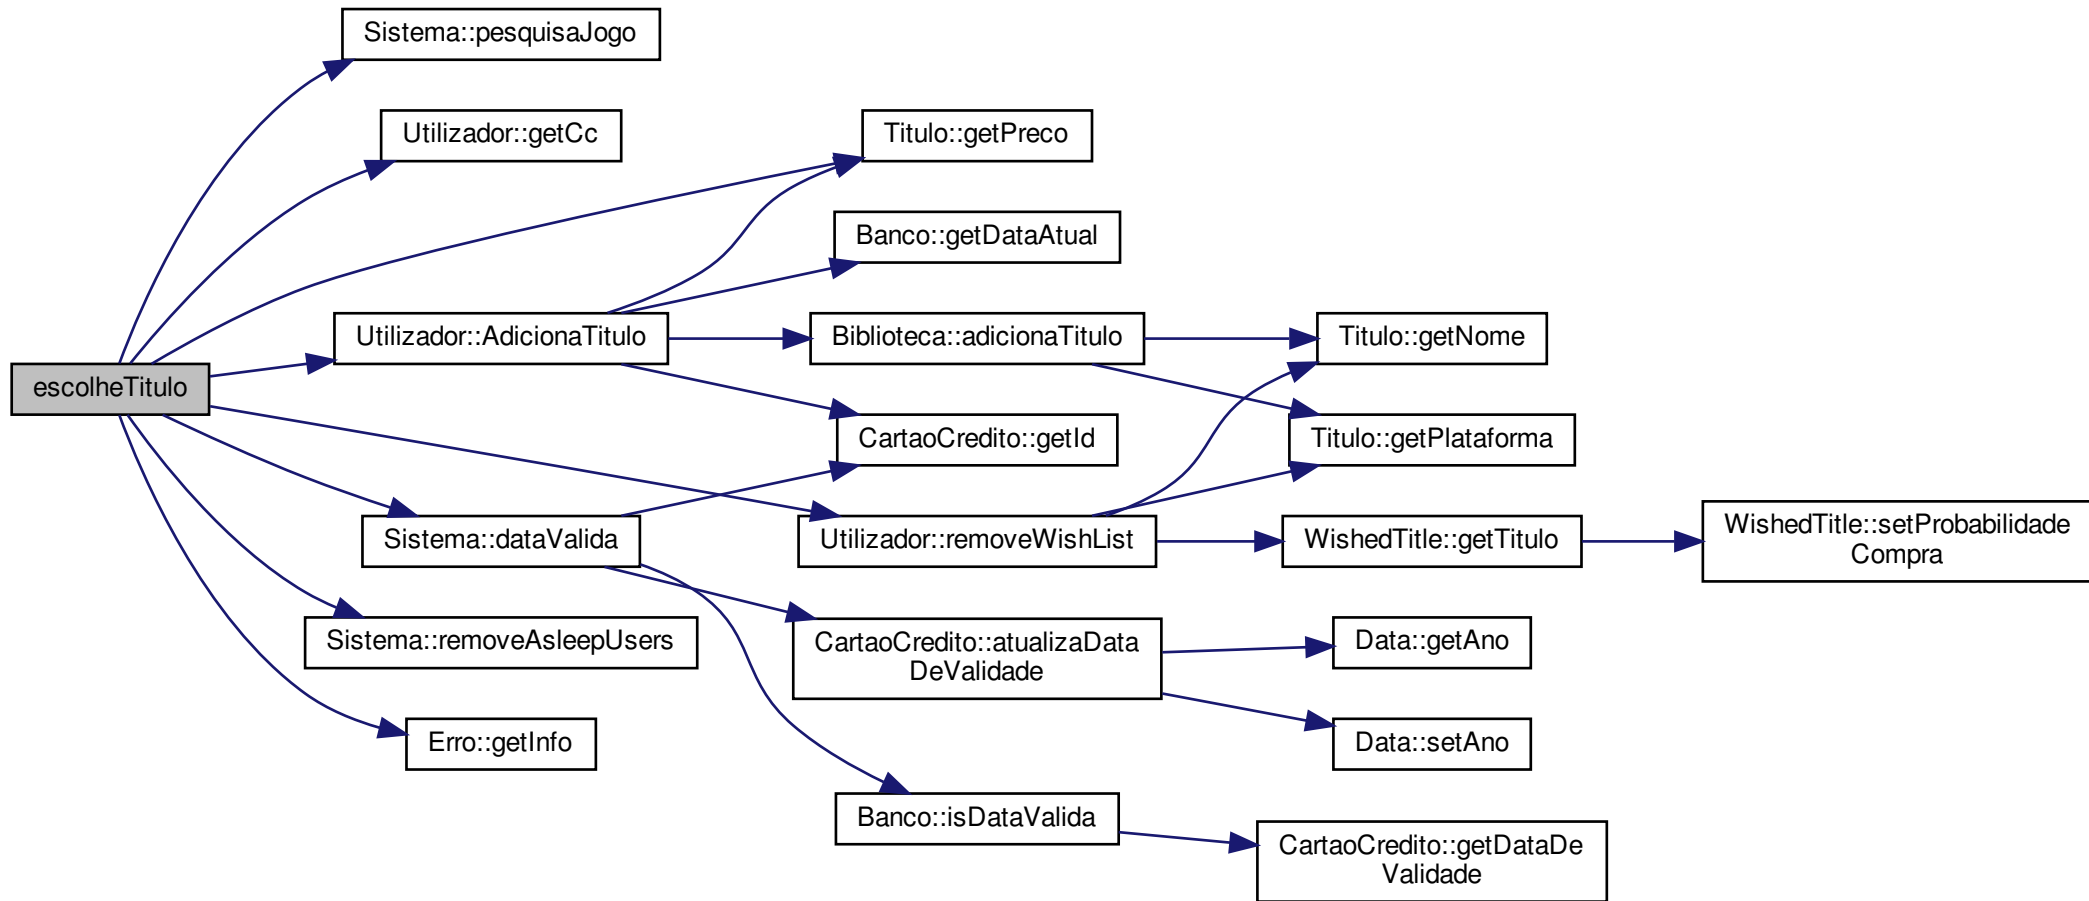 Sistema::pesquisaJogo
Utilizador::getCc
Titulo::getPreco
Banco::getDataAtual
Utilizador::AdicionaTitulo
Biblioteca::adicionaTitulo
Titulo::getNome
escolheTitulo
CartaoCredito::getId
Titulo::getPlataforma
Sistema::dataValida
Utilizador::removeWishList
WishedTitle::getTitulo
WishedTitle::setProbabilidade
Compra
Sistema::removeAsleepUsers
CartaoCredito::atualizaData
DeValidade
Data::getAno
Erro::getInfo
Data::setAno
Banco::isDataValida
CartaoCredito::getDataDe
Validade